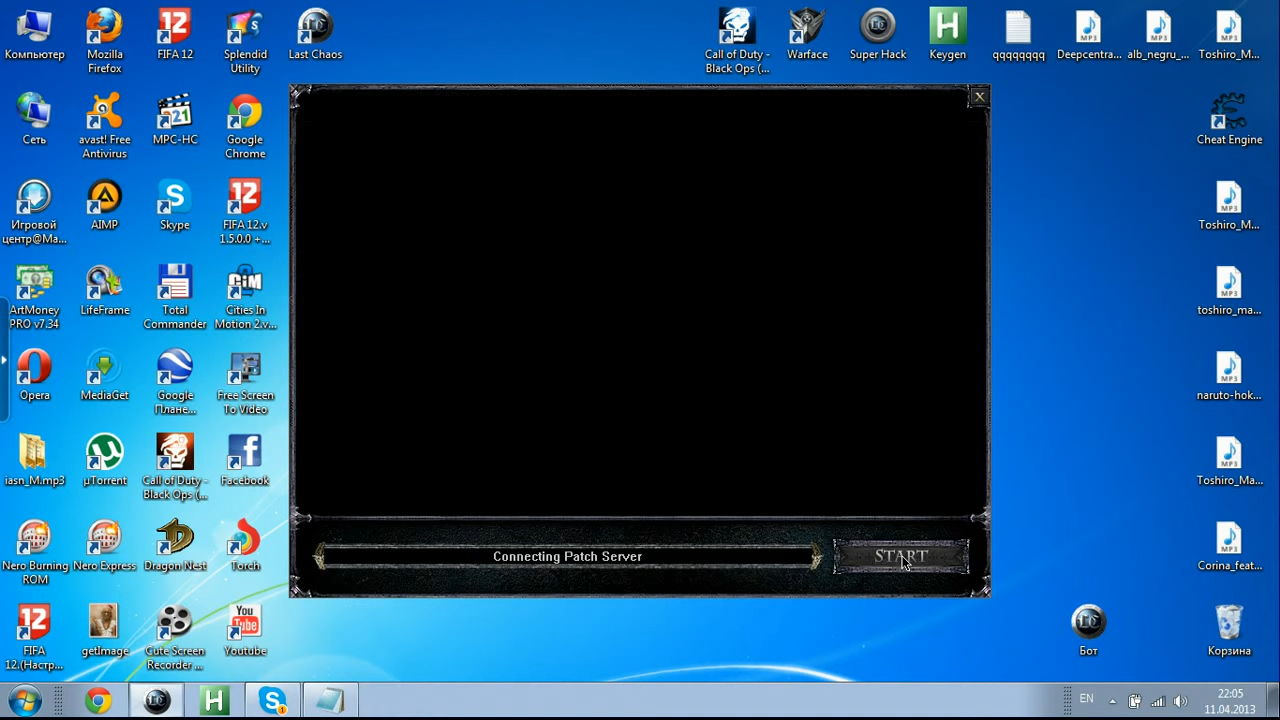 Компьютер
Mozilla
Firefox
FIFA 12
Splendid
Utility
Last Chaos
Call of Duty -
Black Ops (...
Warface
Super Hack
Keygen
qqqqqqqq
Deepcentra...
alb_negru_...
Toshiro_M...
X
Сеть
avast! Free
Antivirus
MPC-HC
Google
Chrome
Cheat Engine
Игровой
центр@Ма...
AIMP
Skype
FIFA 12.v
1.5.0.0 +...
Toshiro_M...
ArtMoney
PRO v7.34
LifeFrame
Total
Commander
Cities In
Motion 2.v...
toshiro_ma...
Opera
MediaGet
Google
Плане...
Free Screen
To Video
naruto-hok...
iasn_M.mp3
µTorrent
Call of Duty -
Black Ops (...
Facebook
Toshiro_Ma...
Nero Burning
ROM
Nero Express
Dragon Nest
Torch
Connecting Patch Server
START
Corina_feat...
FIFA
12.(Настр...
getImage
Cute Screen
Recorder ...
You
Tube
Youtube
Бот
Корзина
EN
22:05
11.04.2013